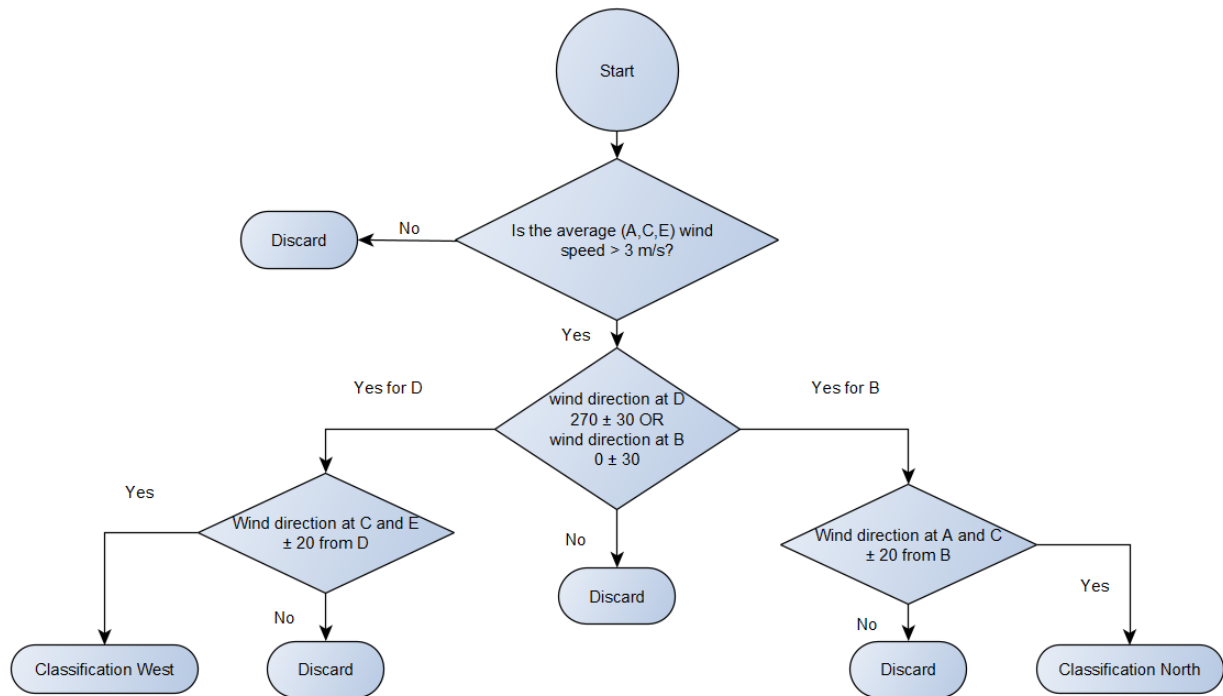 Start
Is the average (A,C,E) wind
speed > 3 m/s?
No
Discard
Yes
Yes for D
Yes for B
wind direction at D
270 ± 30 OR
wind direction at B
0 ± 30
Yes
Wind direction at C and E
± 20 from D
No
Discard
Wind direction at A and C
± 20 from B
Yes
No
Classification West
Discard
No
Discard
Classification North